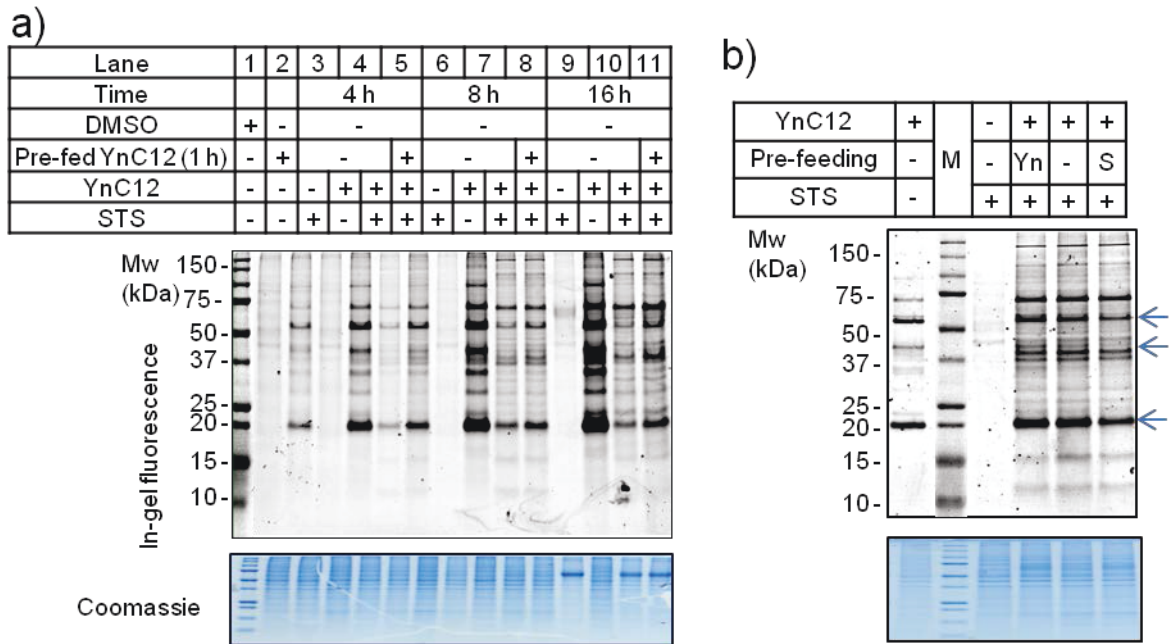 a)
Lane 1 2 3 4 5 6 7 8 9 10 11
Time 4 h 8 h 16 h
DMSO + - - - -
Pre-fed YnC12 (1 h) - + - + - + - +
YnC12 - - - + + + - + + + - + + +
STS - - + - + + + - + + + - + +
Mw
(kDa)
150 -
75 -
50 -
37 -
25 -
20 -
15 -
10 -
In-gel fluorescence
Coomassie
b)
YnC12 + M - + + +
Pre-feeding - - Yn - S
STS - + + + +
Mw
(kDa)
150 -
75 -
50 -
37 -
25 -
20 -
15 -
10 -